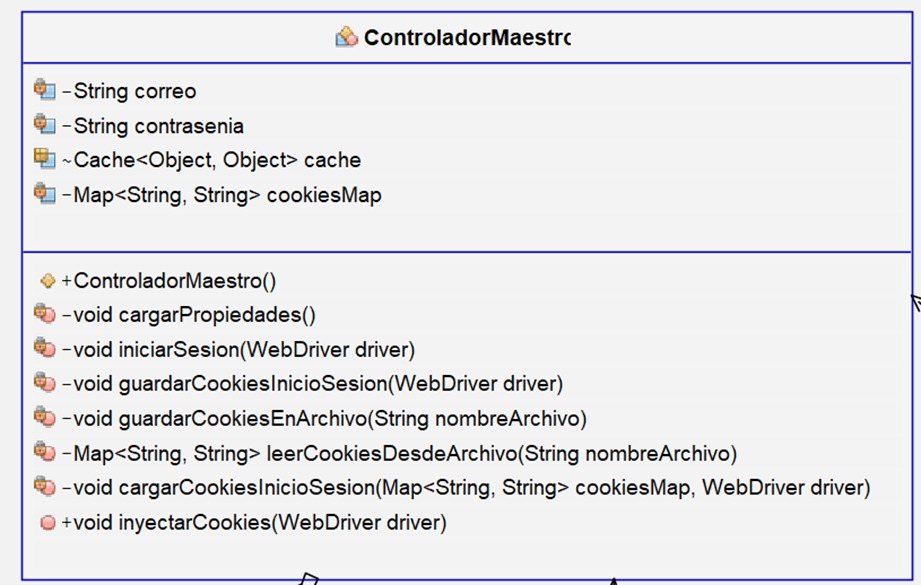 ControladorMaestro
-String correo
-String contrasenia
~Cache<Object, Object> cache
-Map<String, String> cookiesMap
+ControladorMaestro()
-void cargarPropiedades()
-void iniciarSesion(WebDriver driver)
-void guardarCookiesInicioSesion(WebDriver driver)
-void guardarCookiesEnArchivo(String nombreArchivo)
-Map<String, String> leerCookiesDesdeArchivo(String nombreArchivo)
-void cargarCookiesInicioSesion(Map<String, String> cookiesMap, WebDriver driver)
+void inyectarCookies(WebDriver driver)